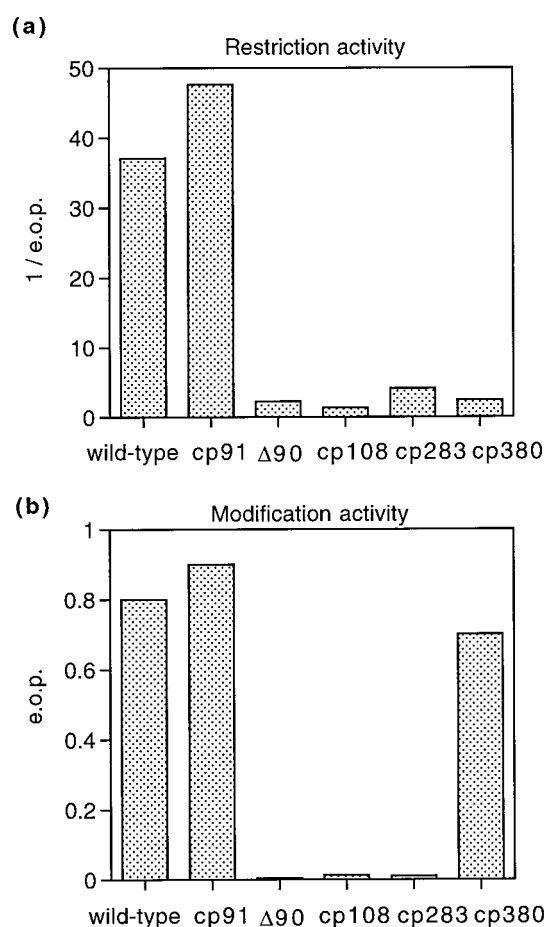 (a)
Restriction activity
50
40
30
20
10
0
1 / e.o.p.
wild-type cp91 Δ90 cp108 cp283 cp380
(b)
Modification activity
1
0.8
0.6
0.4
0.2
0
e.o.p.
wild-type cp91 Δ90 cp108 cp283 cp380